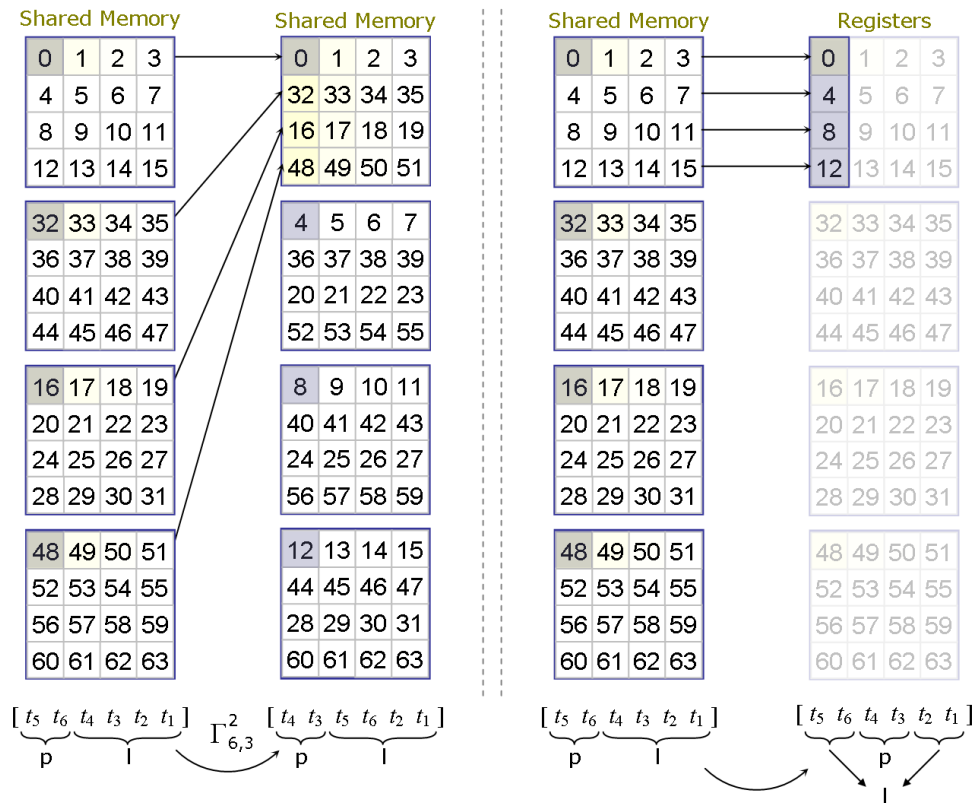 Shared Memory Shared Memory Shared Memory Registers
0 1 2 3 0 1 2 3 0 1 2 3 0 1 2 3
4 5 6 7 32 33 34 35 4 5 6 7 4 5 6 7
8 9 10 11 16 17 18 19 8 9 10 11 8 9 10 11
12 13 14 15 48 49 50 51 12 13 14 15 12 13 14 15
32 33 34 35 4 5 6 7 32 33 34 35 32 33 34 35
36 37 38 39 36 37 38 39 36 37 38 39 36 37 38 39
40 41 42 43 20 21 22 23 40 41 42 43 40 41 42 43
44 45 46 47 52 53 54 55 44 45 46 47 44 45 46 47
16 17 18 19 8 9 10 11 16 17 18 19 16 17 18 19
20 21 22 23 40 41 42 43 20 21 22 23 20 21 22 23
24 25 26 27 24 25 26 27 24 25 26 27 24 25 26 27
28 29 30 31 56 57 58 59 28 29 30 31 28 29 30 31
48 49 50 51 12 13 14 15 48 49 50 51 48 49 50 51
52 53 54 55 44 45 46 47 52 53 54 55 52 53 54 55
56 57 58 59 28 29 30 31 56 57 58 59 56 57 58 59
60 61 62 63 60 61 62 63 60 61 62 63 60 61 62 63
[ t₅ t₆ t₄ t₃ t₂ t₁ ] Γ²₆,₃ [ t₄ t₃ t₅ t₆ t₂ t₁ ] [ t₅ t₆ t₄ t₃ t₂ t₁ ] [ t₅ t₆ t₄ t₃ t₂ t₁ ]
p l p l p l p
l